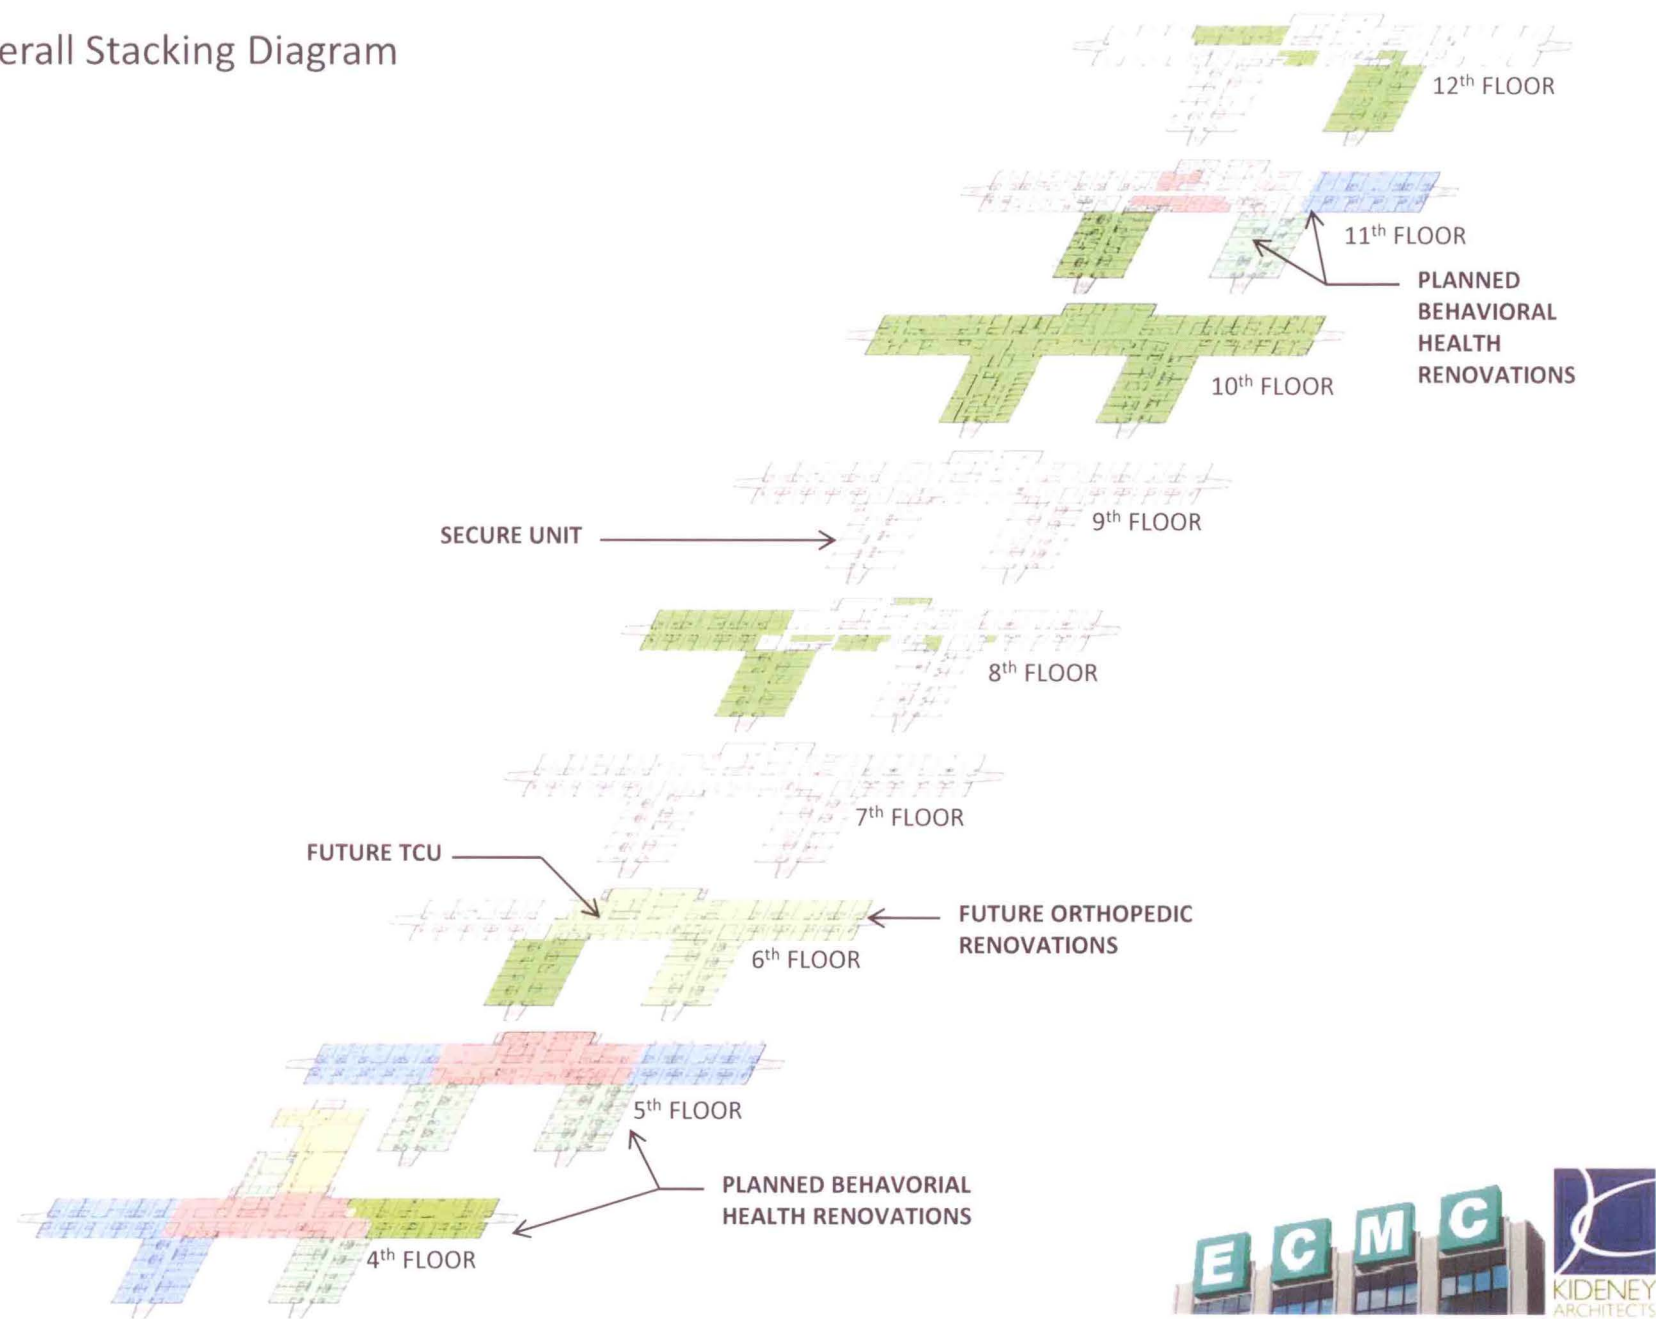 erall Stacking Diagram
12th FLOOR
11th FLOOR
PLANNED
BEHAVIORAL
HEALTH
RENOVATIONS
10th FLOOR
9th FLOOR
SECURE UNIT
8th FLOOR
7th FLOOR
FUTURE TCU
FUTURE ORTHOPEDIC
RENOVATIONS
6th FLOOR
5th FLOOR
PLANNED BEHAVORIAL
HEALTH RENOVATIONS
4th FLOOR
ECMC
KIDENEY
ARCHITECTS